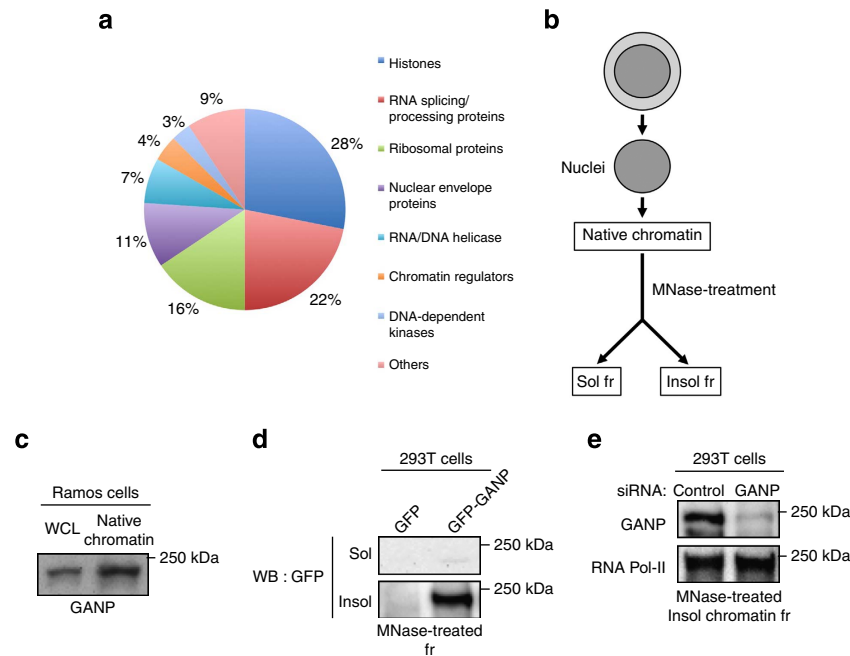 a
28%
22%
16%
11%
7%
4%
3%
9%
Histones
RNA splicing/
processing proteins
Ribosomal proteins
Nuclear envelope
proteins
RNA/DNA helicase
Chromatin regulators
DNA-dependent
kinases
Others
b
Nuclei
Native chromatin
MNase-treatment
Sol fr
Insol fr
c
Ramos cells
WCL
Native
chromatin
250 kDa
GANP
d
293T cells
GFP
GFP-GANP
WB : GFP
Sol
250 kDa
Insol
250 kDa
MNase-treated
fr
e
293T cells
siRNA: Control GANP
GANP
250 kDa
RNA Pol-II
250 kDa
MNase-treated
Insol chromatin fr